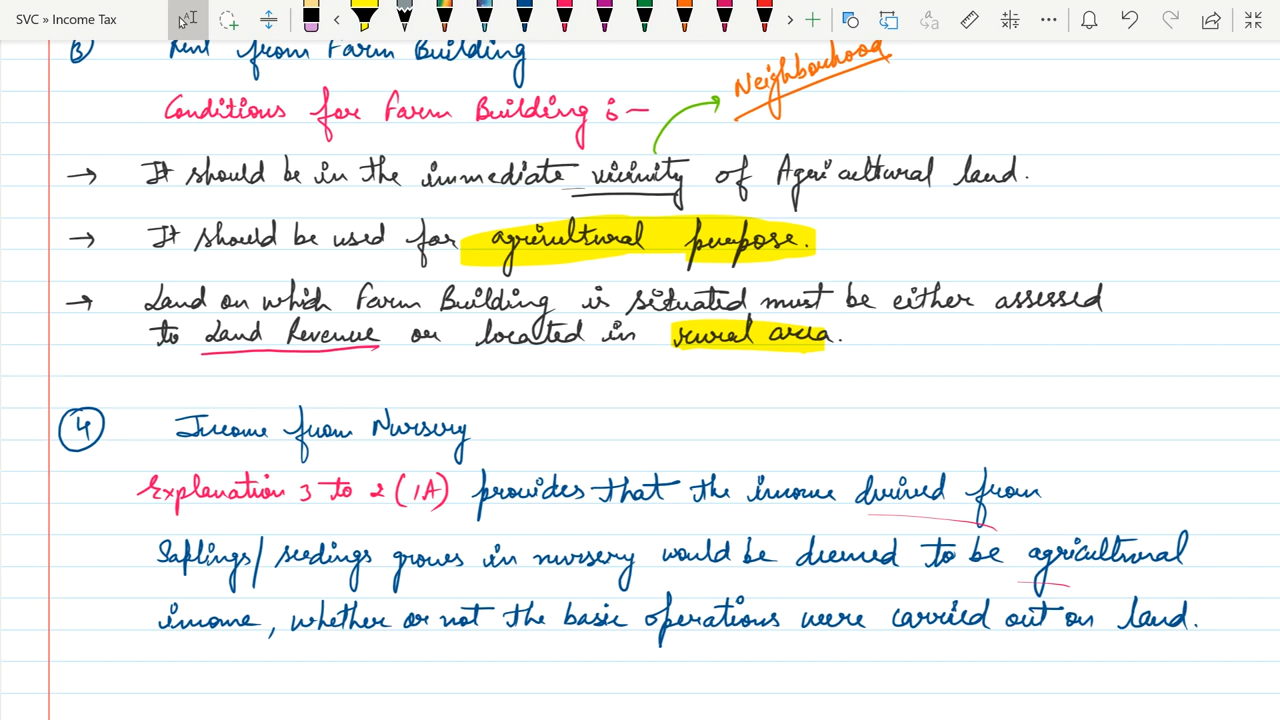 SVC » Income Tax
3) Rent from Farm Building
Neighbourhood
Conditions for Farm Building :-
→ It should be in the immediate vicinity of Agricultural land.
→ It should be used for agricultural purpose.
→ Land on which Farm Building is situated must be either assessed
to Land Revenue or located in rural area.
4 Income from Nursery
Explanation 3 to 2(1A) provides that the income derived from
Saplings/seedings grown in nursery would be deemed to be agricultural
income, whether or not the basic operations were carried out on land.